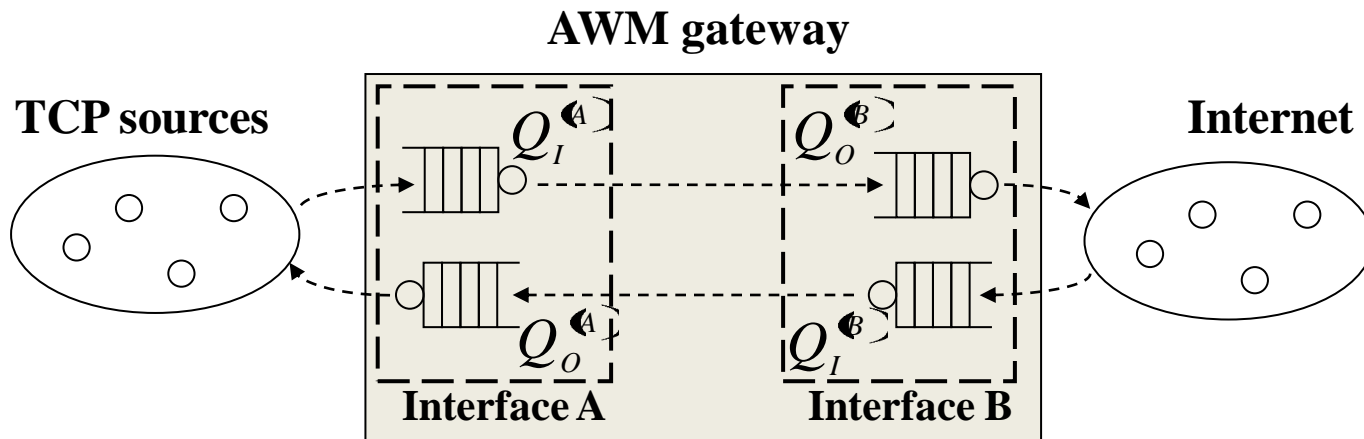 AWM gateway
TCP sources
Internet
Q_I^(A)
Q_O^(B)
Q_O^(A)
Q_I^(B)
Interface A
Interface B